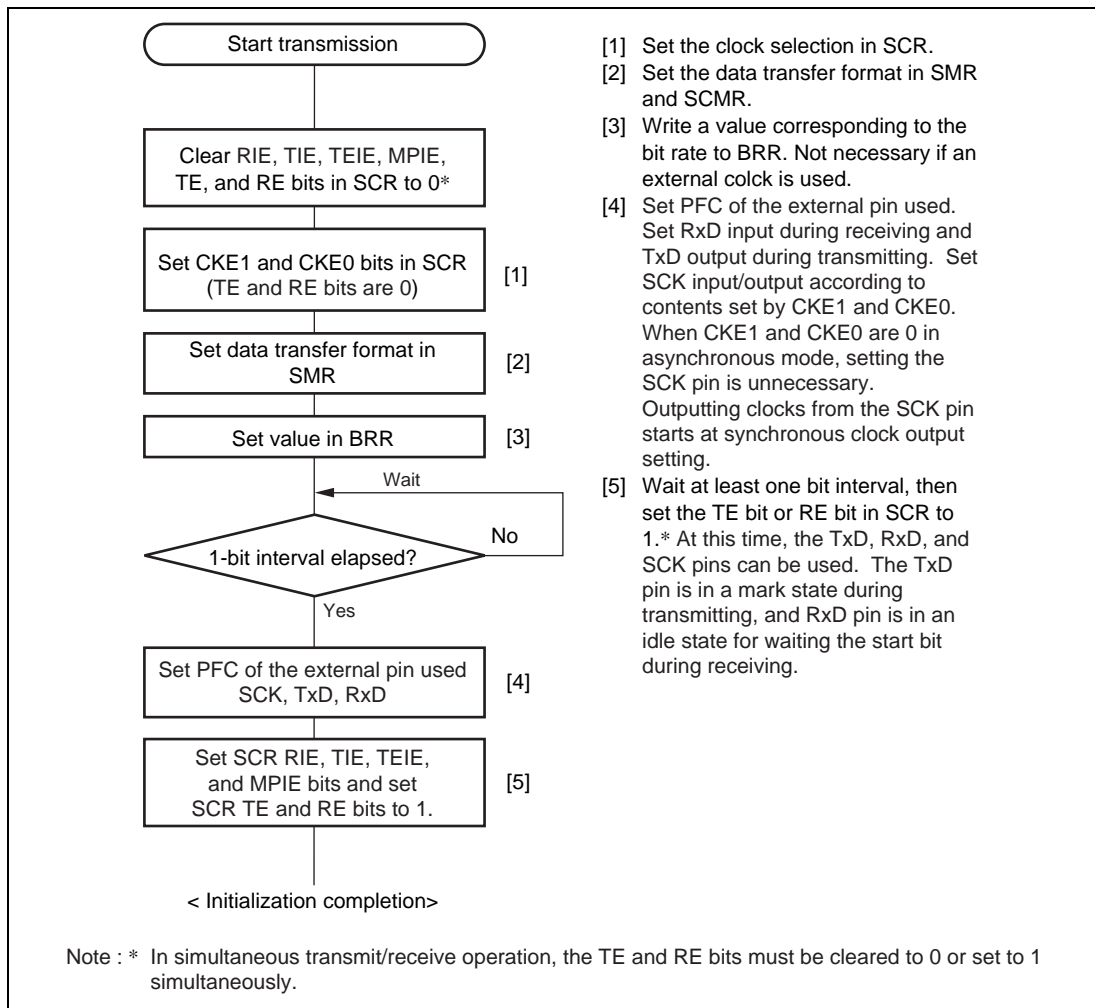 Start transmission
Clear RIE, TIE, TEIE, MPIE,
TE, and RE bits in SCR to 0*
Set CKE1 and CKE0 bits in SCR
(TE and RE bits are 0)
[1]
Set data transfer format in
SMR
[2]
Set value in BRR
[3]
Wait
1-bit interval elapsed?
No
Yes
Set PFC of the external pin used
SCK, TxD, RxD
[4]
Set SCR RIE, TIE, TEIE,
and MPIE bits and set
SCR TE and RE bits to 1.
[5]
< Initialization completion>
[1] Set the clock selection in SCR.
[2] Set the data transfer format in SMR
and SCMR.
[3] Write a value corresponding to the
bit rate to BRR. Not necessary if an
external colck is used.
[4] Set PFC of the external pin used.
Set RxD input during receiving and
TxD output during transmitting. Set
SCK input/output according to
contents set by CKE1 and CKE0.
When CKE1 and CKE0 are 0 in
asynchronous mode, setting the
SCK pin is unnecessary.
Outputting clocks from the SCK pin
starts at synchronous clock output
setting.
[5] Wait at least one bit interval, then
set the TE bit or RE bit in SCR to
1.* At this time, the TxD, RxD, and
SCK pins can be used. The TxD
pin is in a mark state during
transmitting, and RxD pin is in an
idle state for waiting the start bit
during receiving.
Note : * In simultaneous transmit/receive operation, the TE and RE bits must be cleared to 0 or set to 1
simultaneously.